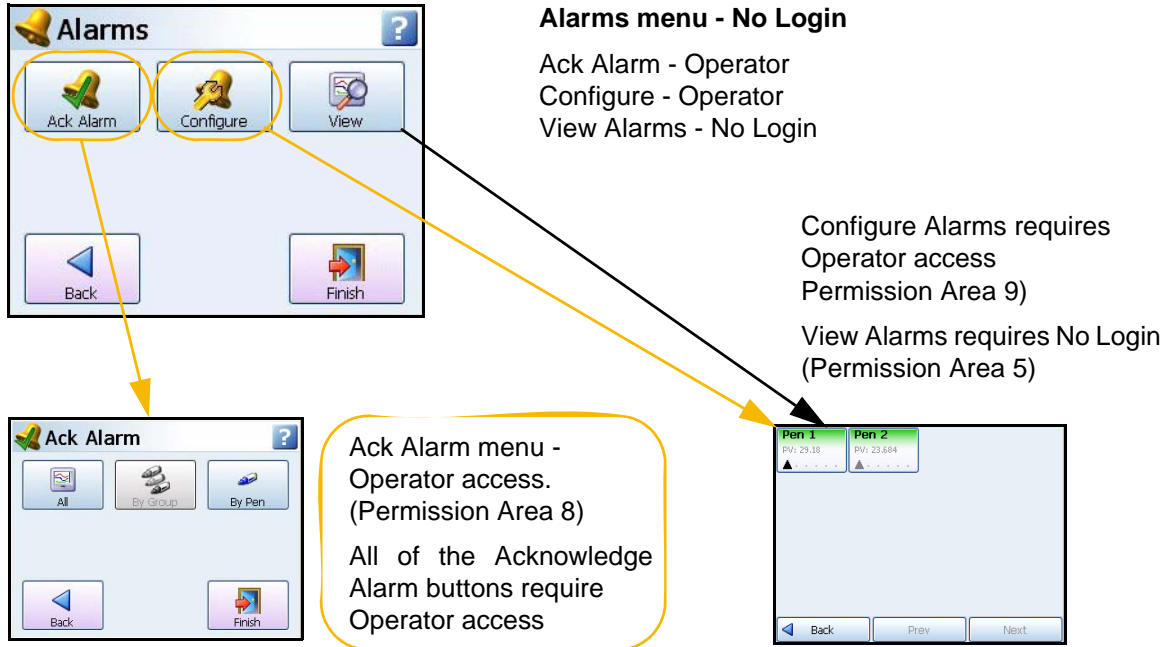 Alarms
?
Ack Alarm
Configure
View
Back
Finish
Alarms menu - No Login
Ack Alarm - Operator
Configure - Operator
View Alarms - No Login
Configure Alarms requires
Operator access
Permission Area 9)
View Alarms requires No Login
(Permission Area 5)
Ack Alarm
?
All
By Group
By Pen
Back
Finish
Ack Alarm menu -
Operator access.
(Permission Area 8)
All of the Acknowledge
Alarm buttons require
Operator access
Pen 1
PV: 29.18
Pen 2
PV: 23.684
Back
Prev
Next